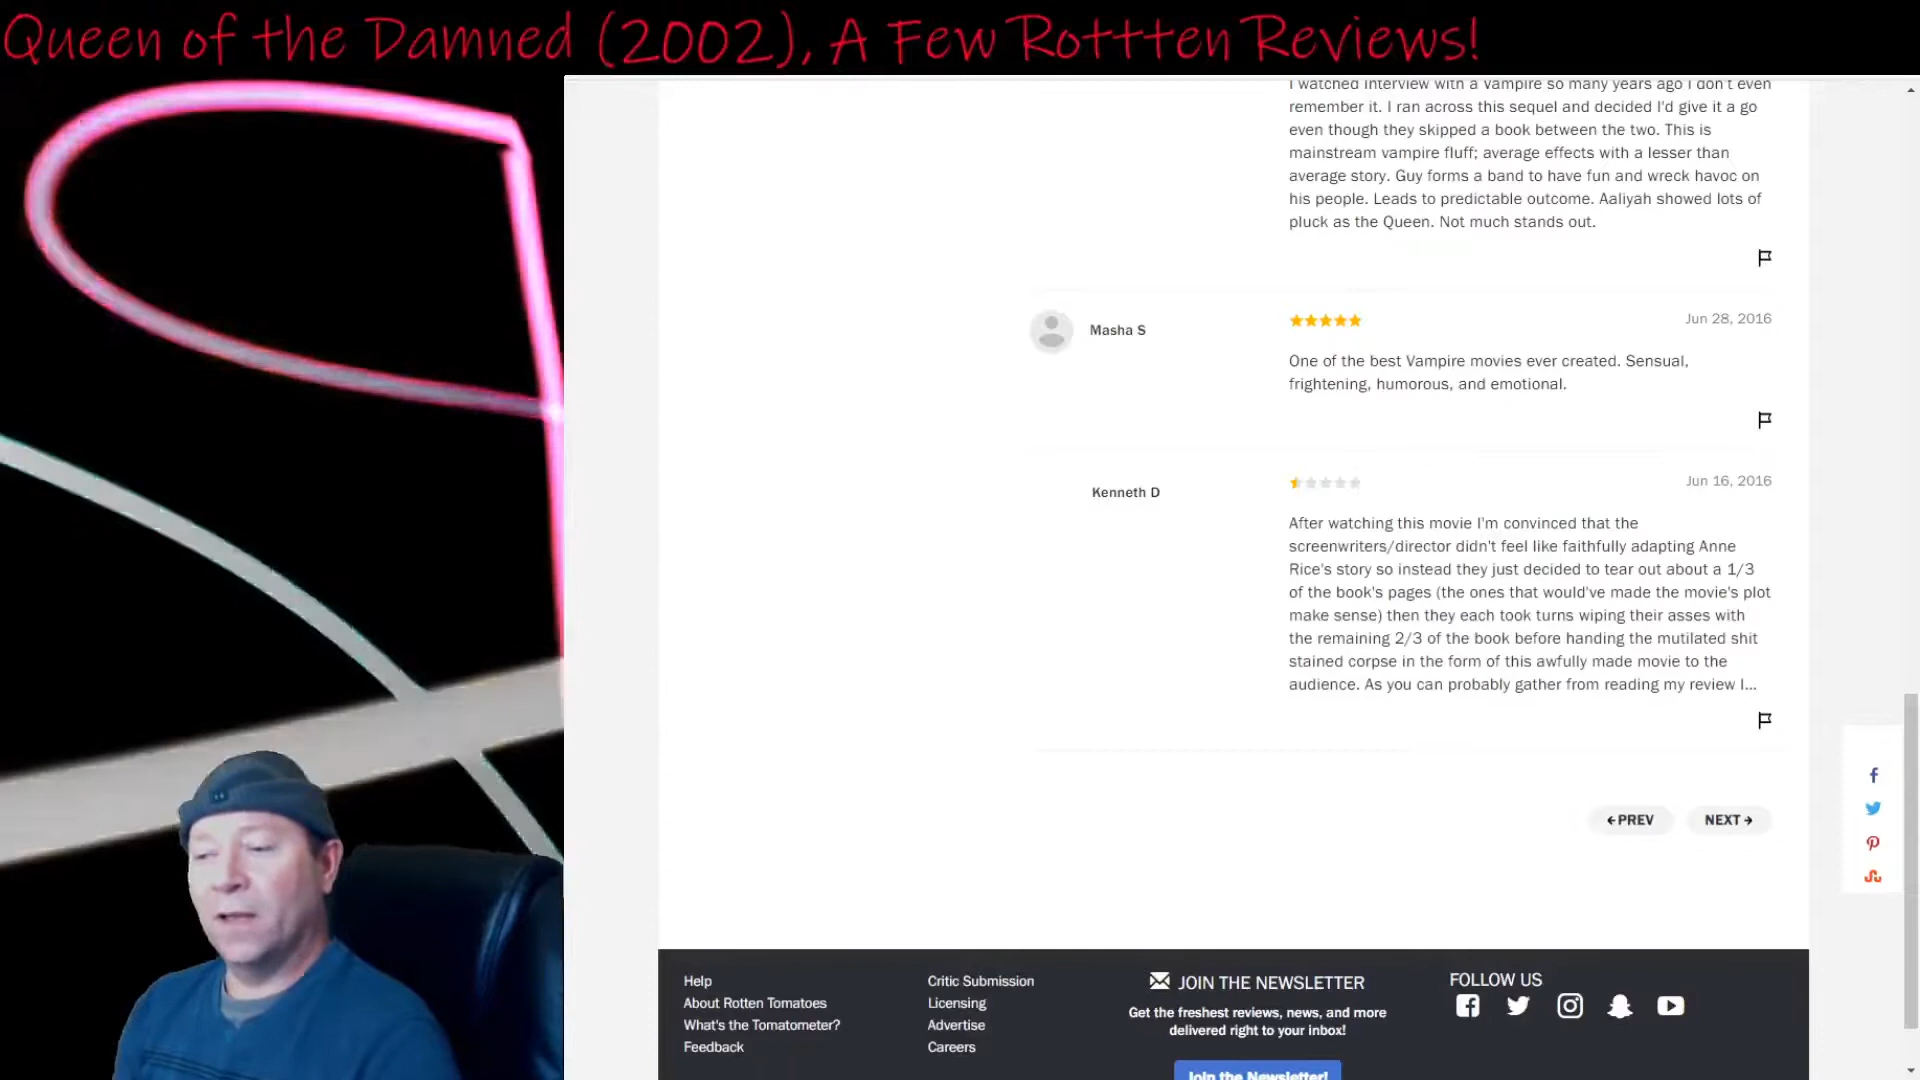 Queen of the Damned (2002), A Few Rottten Reviews!
I watched Interview with a Vampire so many years ago I don't even
remember it. I ran across this sequel and decided I'd give it a go
even though they skipped a book between the two. This is
mainstream vampire fluff; average effects with a lesser than
average story. Guy forms a band to have fun and wreck havoc on
his people. Leads to predictable outcome. Aaliyah showed lots of
pluck as the Queen. Not much stands out.
Masha S
Jun 28, 2016
One of the best Vampire movies ever created. Sensual,
frightening, humorous, and emotional.
Kenneth D
Jun 16, 2016
After watching this movie I'm convinced that the
screenwriters/director didn't feel like faithfully adapting Anne
Rice's story so instead they just decided to tear out about a 1/3
of the book's pages (the ones that would've made the movie's plot
make sense) then they each took turns wiping their asses with
the remaining 2/3 of the book before handing the mutilated shit
stained corpse in the form of this awfully made movie to the
audience. As you can probably gather from reading my review I...
PREV
NEXT
Help
About Rotten Tomatoes
What's the Tomatometer?
Feedback
Critic Submission
Licensing
Advertise
Careers
JOIN THE NEWSLETTER
Get the freshest reviews, news, and more
delivered right to your inbox!
Join the Newsletter!
FOLLOW US